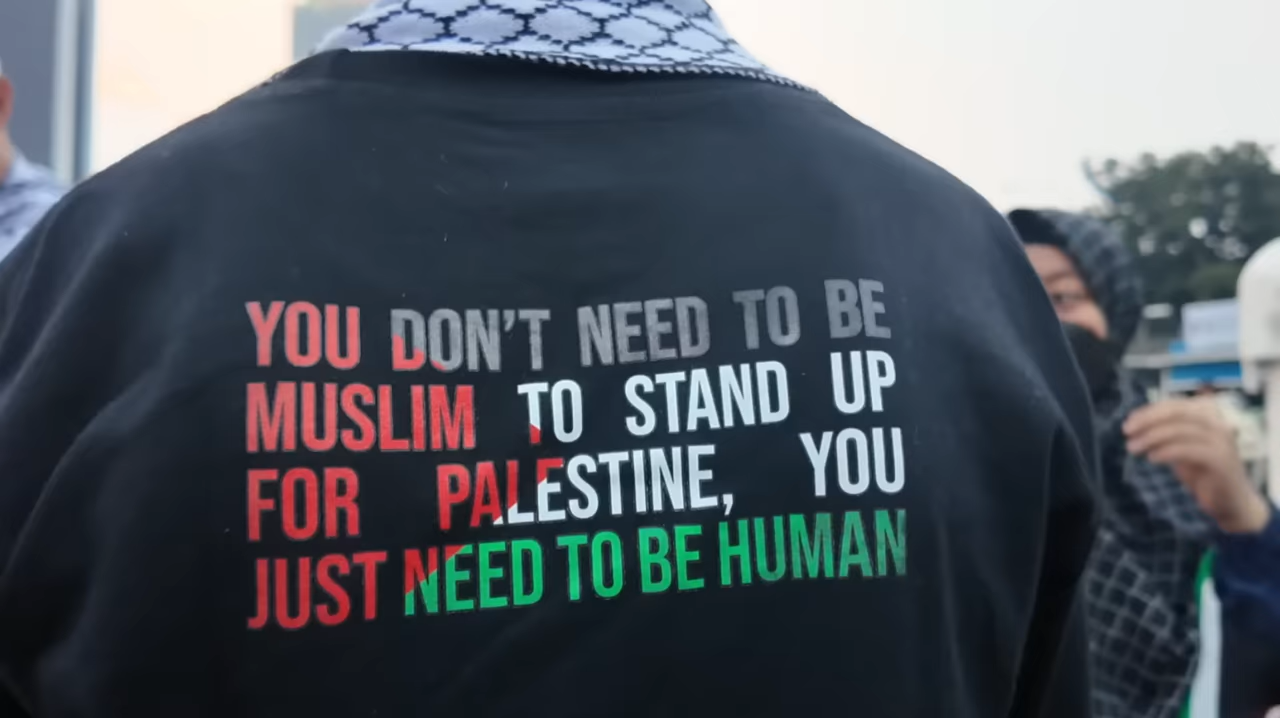 YOU DON'T NEED TO BE
MUSLIM TO STAND UP
FOR PALESTINE, YOU
JUST NEED TO BE HUMAN